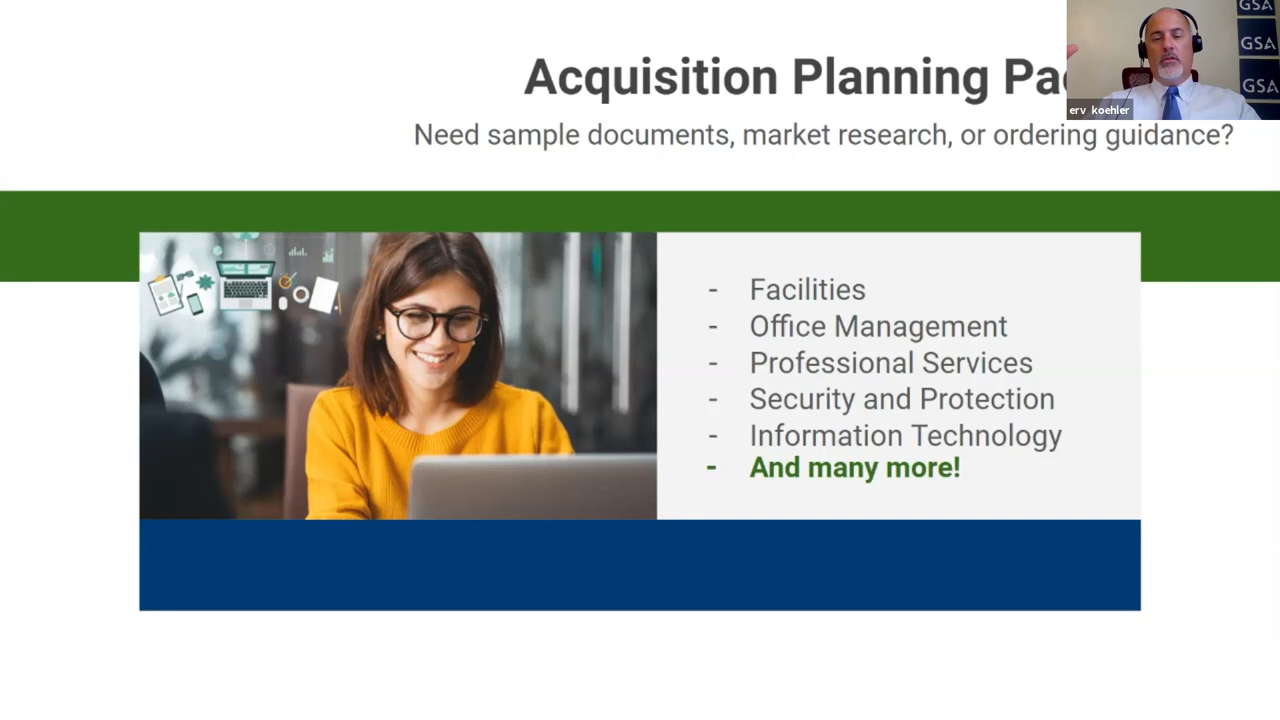 Acquisition Planning
Need sample documents, market research, or ordering guidance?
- Facilities
- Office Management
- Professional Services
- Security and Protection
- Information Technology
- And many more!
GSA
GSA
GSA
erv koehler